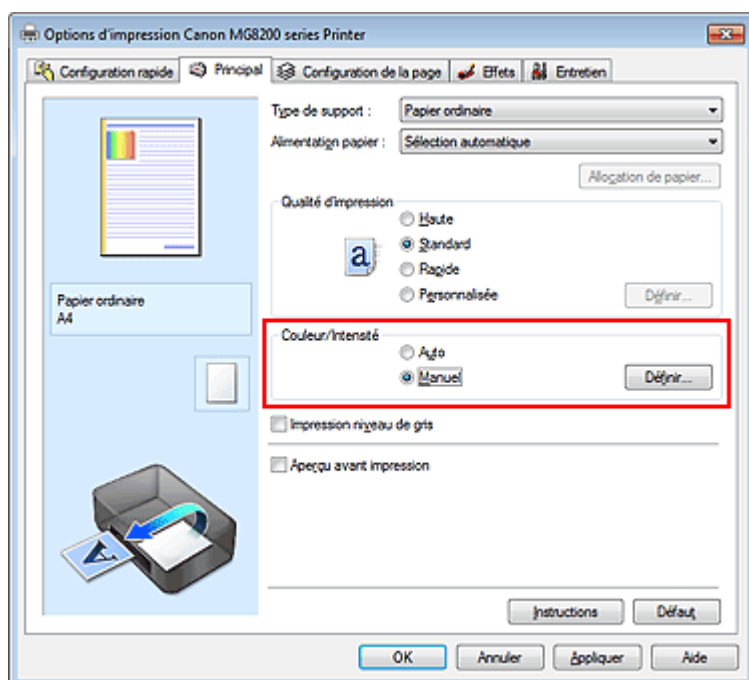 Options d'impression Canon MG8200 series Printer
Configuration rapide Principal Configuration de la page Effets Entretien
Type de support : Papier ordinaire
Alimentation papier : Sélection automatique
Allocation de papier...
Qualité d'impression
Haute
a Standard
Rapide
Personnalisée Définir...
Papier ordinaire
A4
Couleur/Intensité
Auto
Manuel Définir...
Impression niveau de gris
Aperçu avant impression
A
Instructions Défaut
OK Annuler Appliquer Aide